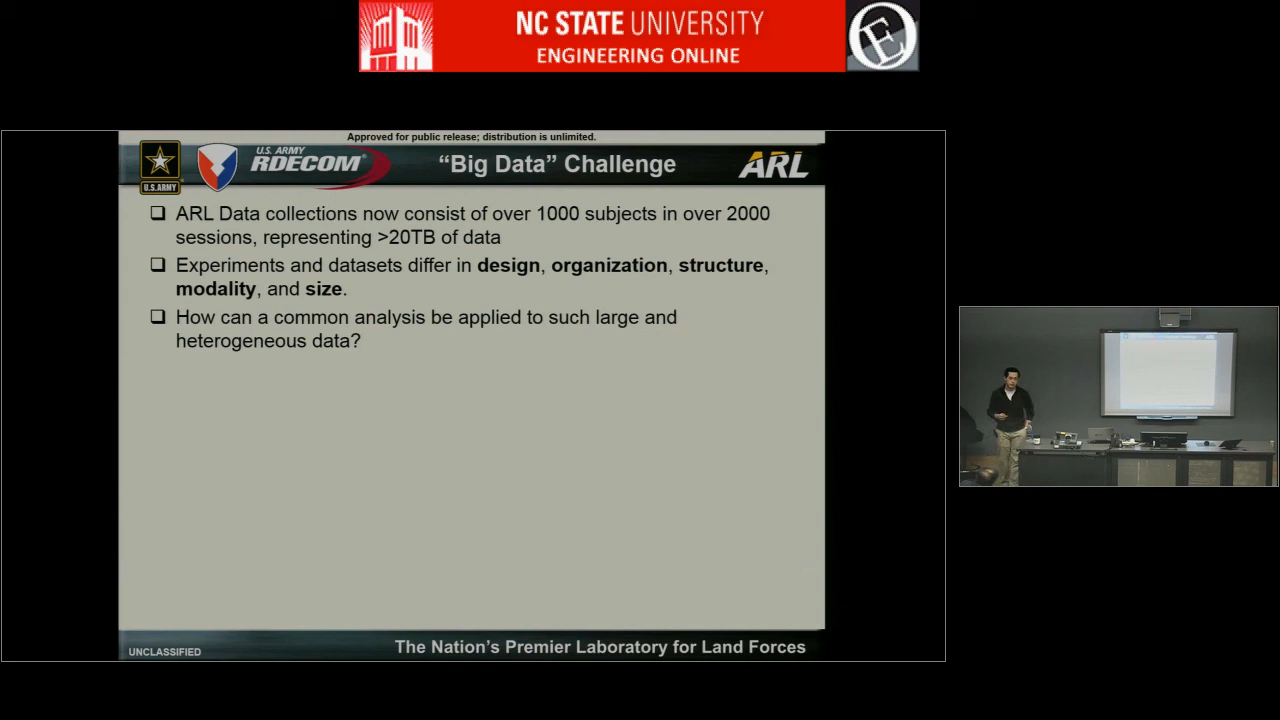 NC STATE UNIVERSITY
ENGINEERING ONLINE
E
Approved for public release; distribution is unlimited.
U.S. ARMY
U.S. ARMY
RDECOM®
“Big Data” Challenge
ARL
ARL Data collections now consist of over 1000 subjects in over 2000
sessions, representing >20TB of data
Experiments and datasets differ in design, organization, structure,
modality, and size.
How can a common analysis be applied to such large and
heterogeneous data?
UNCLASSIFIED
The Nation’s Premier Laboratory for Land Forces